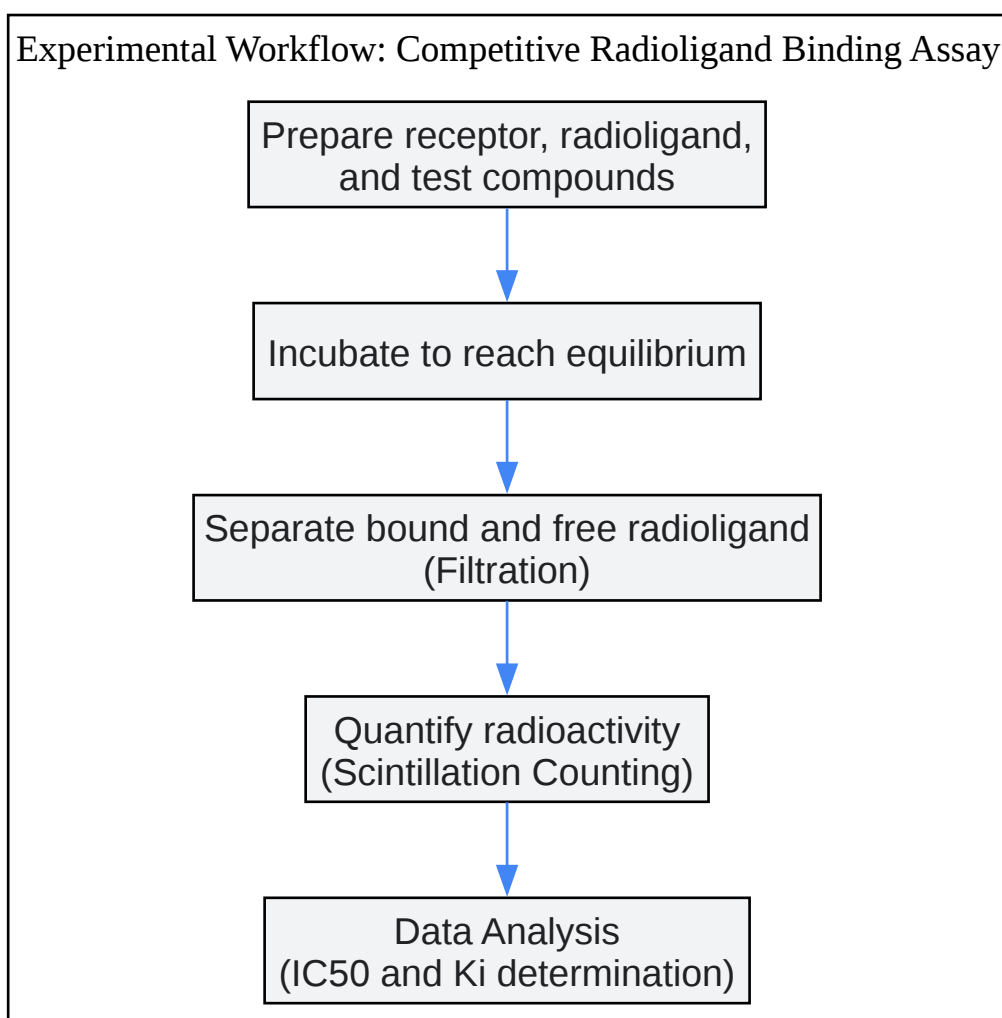 Experimental Workflow: Competitive Radioligand Binding Assay
Prepare receptor, radioligand,
and test compounds
Incubate to reach equilibrium
Separate bound and free radioligand
(Filtration)
Quantify radioactivity
(Scintillation Counting)
Data Analysis
(IC50 and Ki determination)